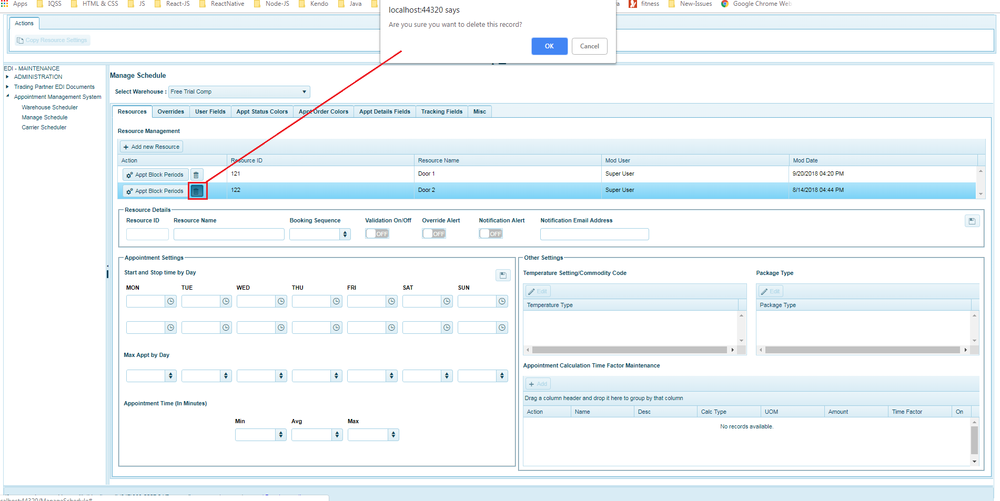 Apps IQSS HTML & CSS JS React-JS ReactNative Node-JS Kendo Java fitness New-Issues Google Chrome Web
localhost:44320 says
Are you sure you want to delete this record?
OK Cancel
Actions
Copy Resource Settings
EDI - MAINTENANCE
ADMINISTRATION
Trading Partner EDI Documents
Appointment Management System
Warehouse Scheduler
Manage Schedule
Carrier Scheduler
Manage Schedule
Select Warehouse : Free Trial Comp
Resources Overrides User Fields Appt Status Colors Appt Order Colors Appt Details Fields Tracking Fields Misc
Resource Management
Add new Resource
Action Resource ID Resource Name Mod User Mod Date
Appt Block Periods 121 Door 1 Super User 9/20/2018 04:20 PM
Appt Block Periods 122 Door 2 Super User 8/14/2018 04:44 PM
Resource Details
Resource ID Resource Name Booking Sequence Validation On/Off Override Alert Notification Alert Notification Email Address
OFF OFF OFF
Appointment Settings
Start and Stop time by Day
MON TUE WED THU FRI SAT SUN
Max Appt by Day
Appointment Time (In Minutes)
Min Avg Max
Other Settings
Temperature Setting/Commodity Code
Edit
Temperature Type
Package Type
Edit
Package Type
Appointment Calculation Time Factor Maintenance
Add
Drag a column header and drop it here to group by that column
Action Name Desc Calc Type UOM Amount Time Factor On
No records available.
calhost:44320/ManageSchedule#